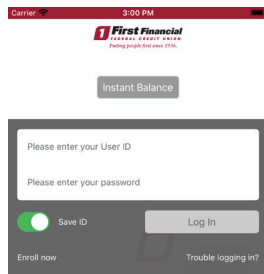 Carrier 3:00 PM
1 First Financial
FEDERAL CREDIT UNION
Putting people first since 1936.
Instant Balance
Please enter your User ID
Please enter your password
Save ID
Log In
Enroll now
Trouble logging in?